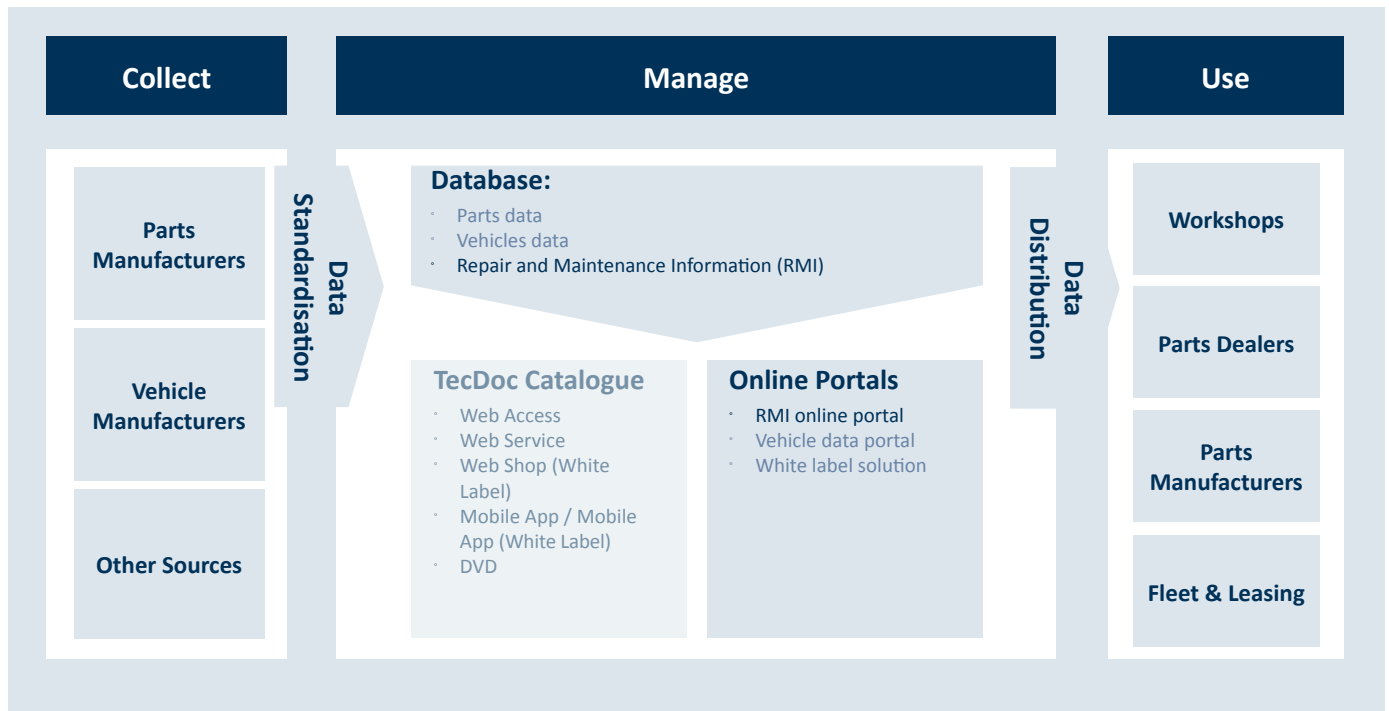 Collect
Manage
Use
Parts
Manufacturers
Vehicle
Manufacturers
Other Sources
Data
Standardisation
Database:
· Parts data
· Vehicles data
· Repair and Maintenance Information (RMI)
TecDoc Catalogue
· Web Access
· Web Service
· Web Shop (White
Label)
· Mobile App / Mobile
App (White Label)
· DVD
Online Portals
· RMI online portal
· Vehicle data portal
· White label solution
Data
Distribution
Workshops
Parts Dealers
Parts
Manufacturers
Fleet & Leasing